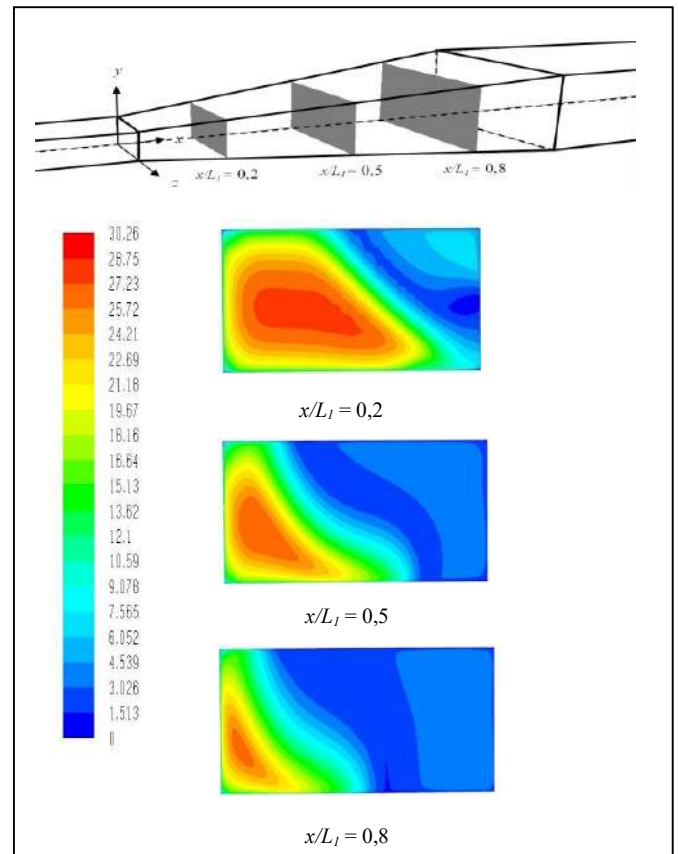 y
x
z
x/L1 = 0,2
x/L1 = 0,5
x/L1 = 0,8
30.26
28.75
27.23
25.72
24.21
22.69
21.18
19.67
18.16
16.64
15.13
13.62
12.1
10.59
9.078
7.565
6.052
4.539
3.026
1.513
0
x/L1 = 0,2
x/L1 = 0,5
x/L1 = 0,8